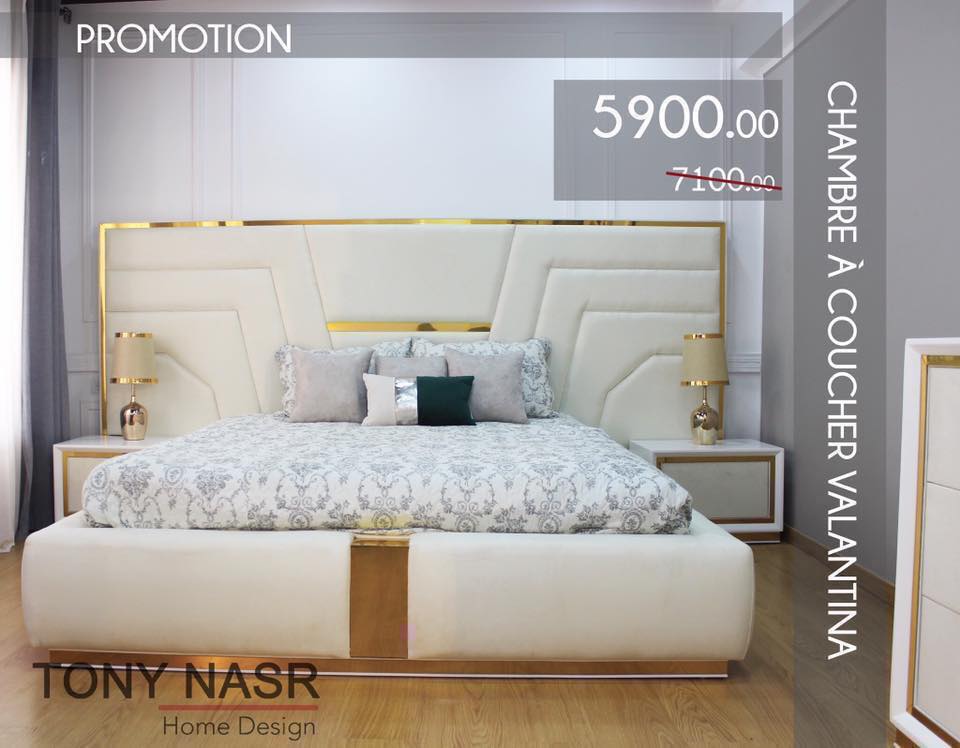 PROMOTION
5900.00
7100.00
CHAMBRE À COUCHER VALANTINA
TONY NASR
Home Design